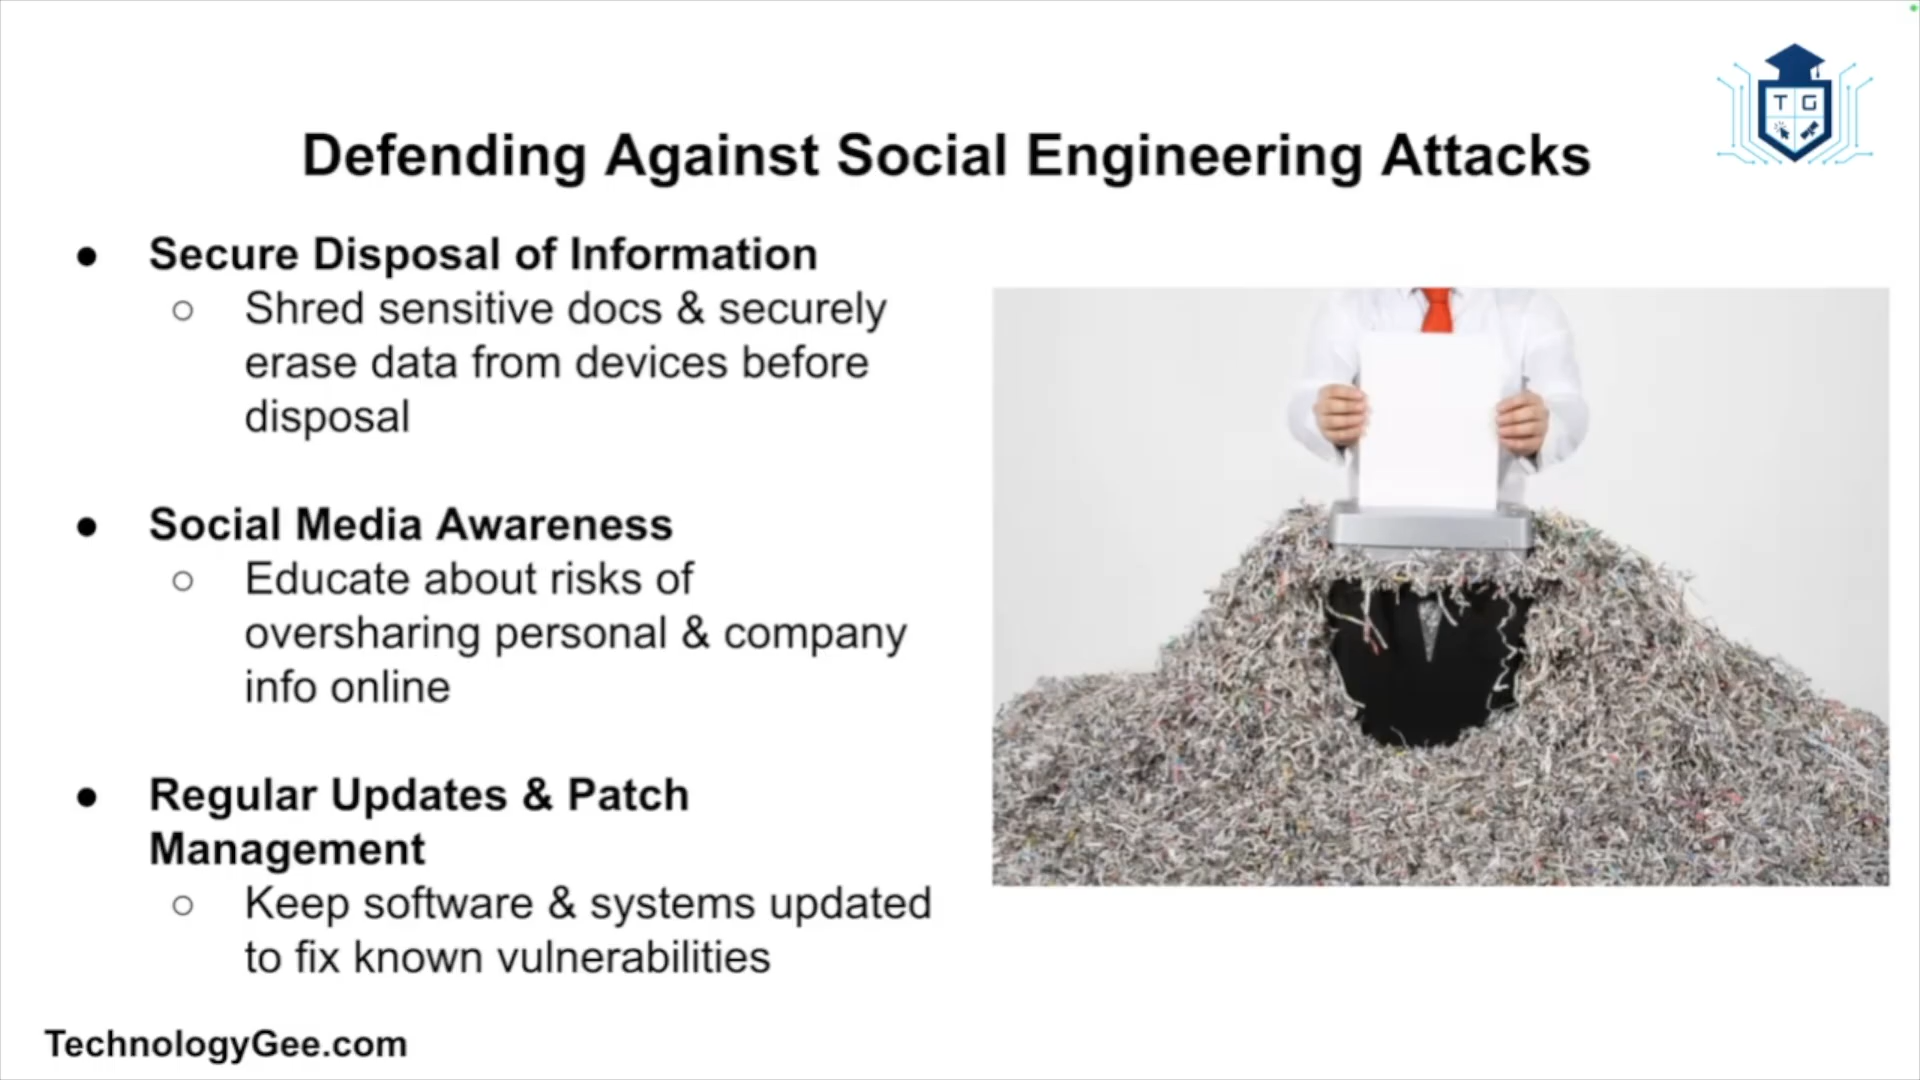 T G
Defending Against Social Engineering Attacks
● Secure Disposal of Information
○ Shred sensitive docs & securely
erase data from devices before
disposal
● Social Media Awareness
○ Educate about risks of
oversharing personal & company
info online
● Regular Updates & Patch
Management
○ Keep software & systems updated
to fix known vulnerabilities
TechnologyGee.com